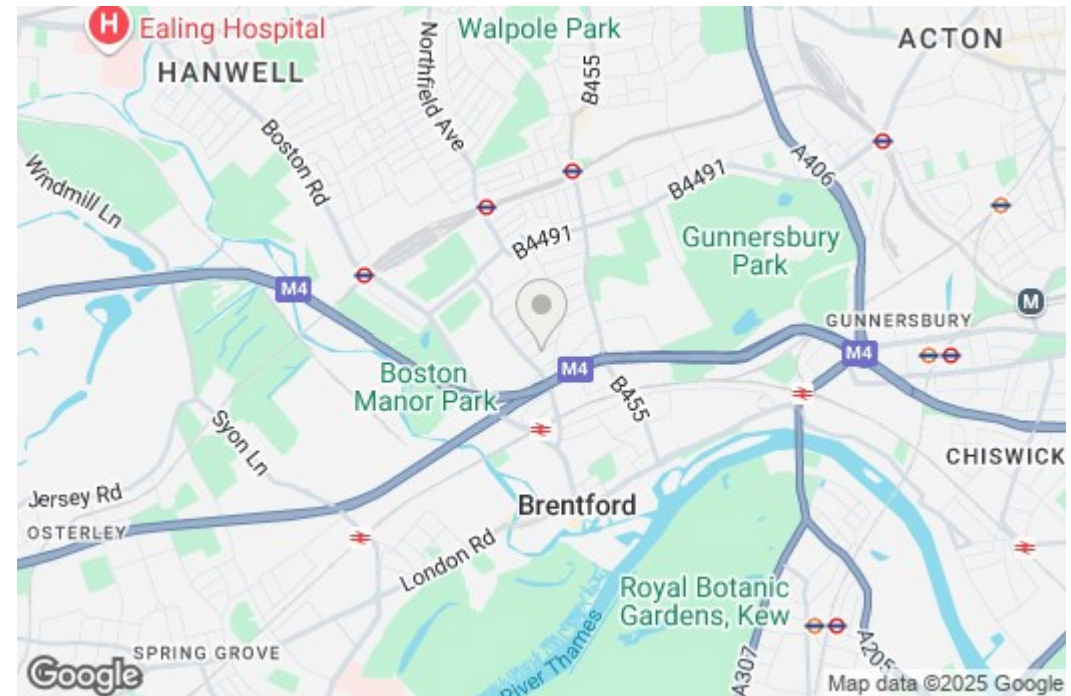 H
Ealing Hospital
Walpole Park
ACTON
HANWELL
Northfield Ave
B455
Boston Rd
A406
Windmill Ln
B4491
B4491
Gunnersbury
Park
M4
M
GUNNERSBURY
M4
M4
Boston
Manor Park
B455
Syon Ln
CHISWICK
Jersey Rd
Brentford
OSTERLEY
London Rd
Royal Botanic
Gardens, Kew
River Thames
SPRING GROVE
A307
A205
Google
Map data ©2025 Google